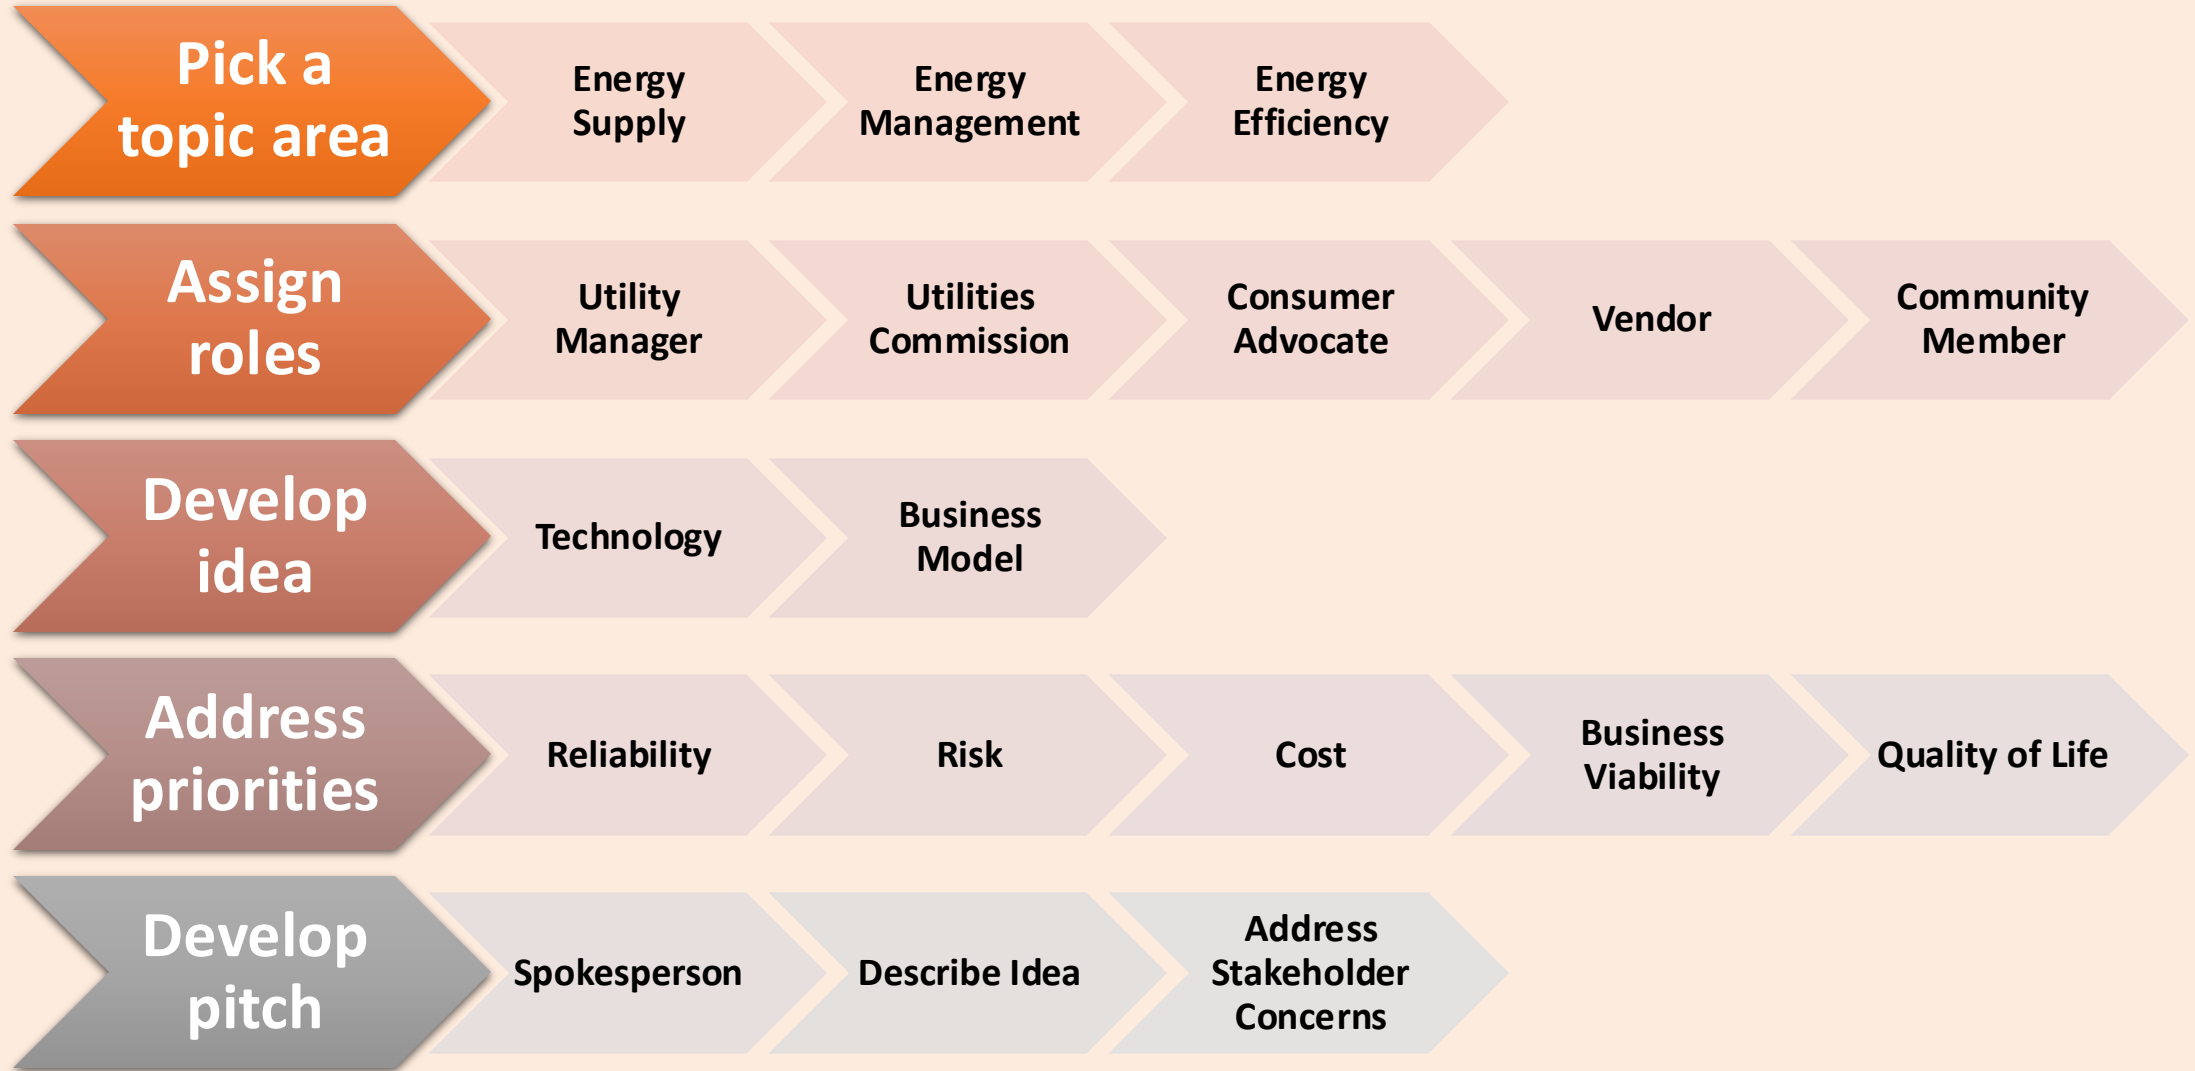 Pick a
topic area
Energy
Supply
Energy
Management
Energy
Efficiency
Assign
roles
Utility
Manager
Utilities
Commission
Consumer
Advocate
Vendor
Community
Member
Develop
idea
Technology
Business
Model
Address
priorities
Reliability
Risk
Cost
Business
Viability
Quality of Life
Develop
pitch
Spokesperson
Describe Idea
Address
Stakeholder
Concerns